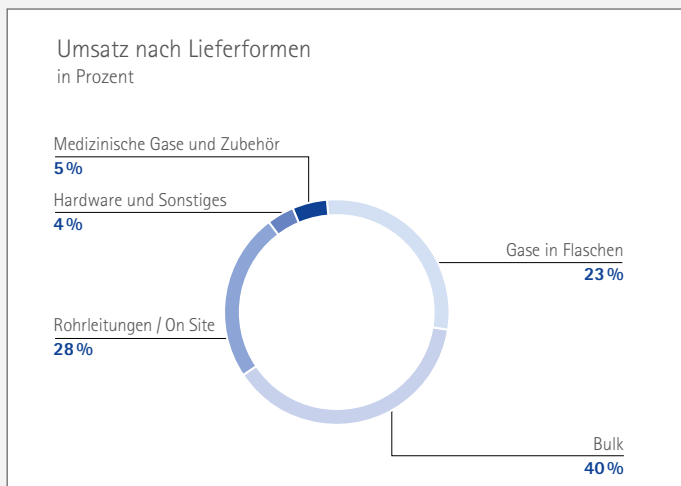 Umsatz nach Lieferformen
in Prozent
Medizinische Gase und Zubehör
5 %
Hardware und Sonstiges
4 %
Gase in Flaschen
23 %
Rohrleitungen / On Site
28 %
Bulk
40 %